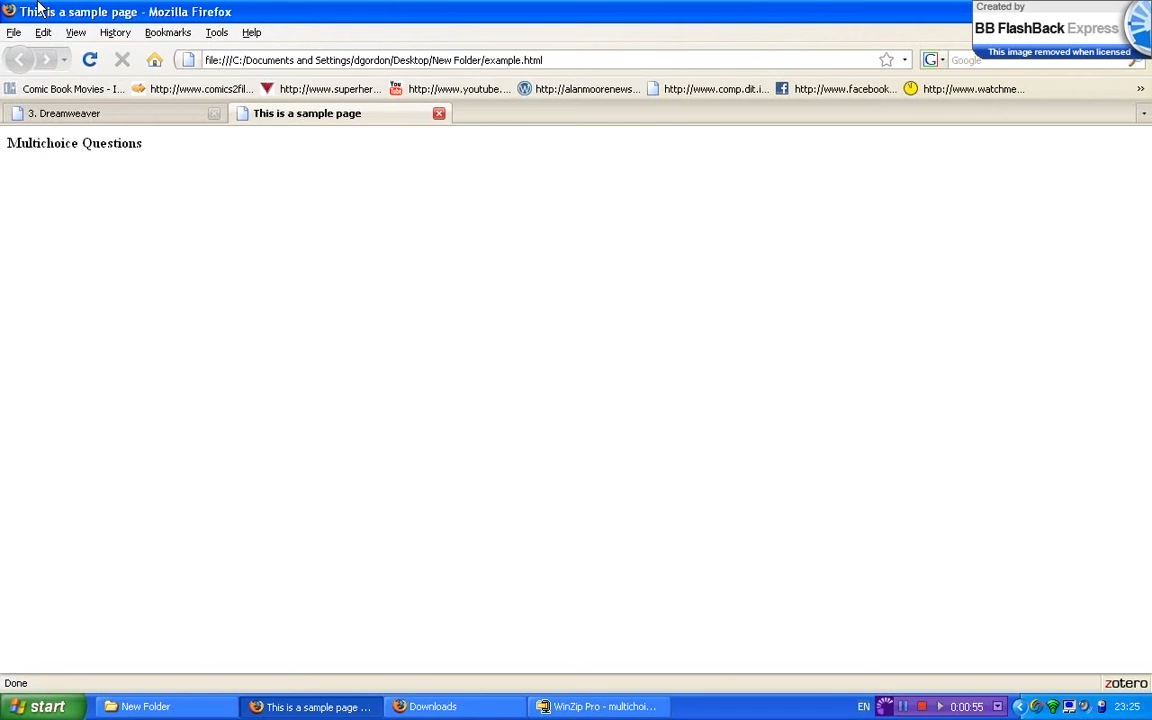 This is a sample page - Mozilla Firefox
Created by
BB FlashBack Express
This image removed when licensed
File Edit View History Bookmarks Tools Help
file:///C:/Documents and Settings/dgordon/Desktop/New Folder/example.html
G Google
Comic Book Movies - I... http://www.comics2fil... http://www.superher... http://www.youtube.... http://alanmoorenews... http://www.comp.dit.i... http://www.facebook... http://www.watchme... »
3. Dreamweaver This is a sample page
Multichoice Questions
Done zotero
start New Folder This is a sample page ... Downloads WinZip Pro - multichoi... EN 0:00:55 23:25